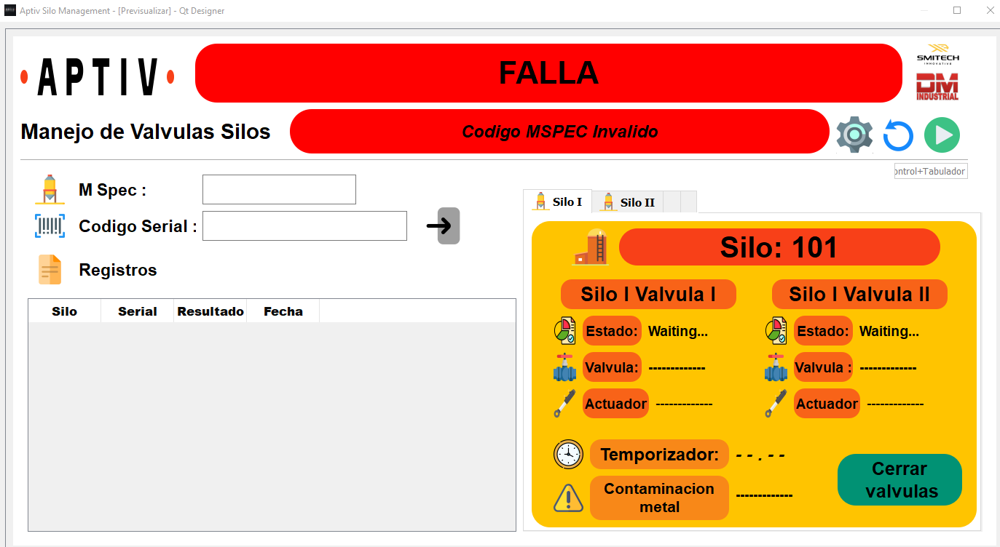 Aptiv Silo Management - [Previsualizar] - Qt Designer
APTIV
FALLA
SMITECH
INNOVATIVE
DM
INDUSTRIAL
Manejo de Valvulas Silos
Codigo MSPEC Invalido
ontrol+Tabulador
M Spec :
Codigo Serial :
Registros
Silo Serial Resultado Fecha
Silo I Silo II
Silo: 101
Silo I Valvula I
Silo I Valvula II
Estado: Waiting...
Estado: Waiting...
Valvula: -------------
Valvula : -------------
Actuador -------------
Actuador -------------
Temporizador: - - . - -
Contaminacion
metal
-------------
Cerrar
valvulas